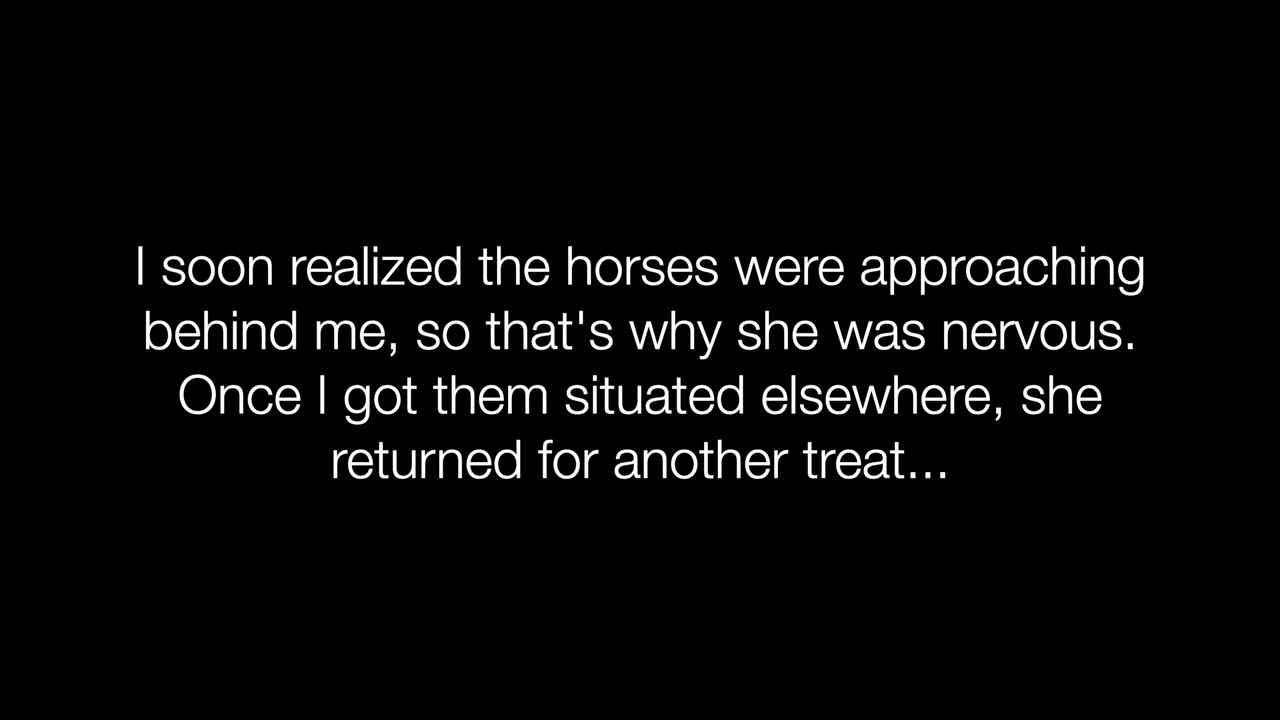 I soon realized the horses were approaching
behind me, so that's why she was nervous.
Once I got them situated elsewhere, she
returned for another treat...